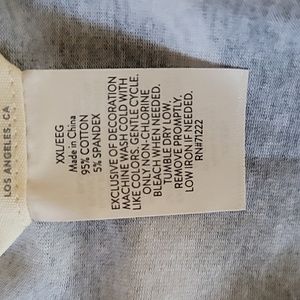 LOS ANGELES, CA
XXL/EEG
Made in China
95% COTTON
5% SPANDEX
EXCLUSIVE OF DECORATION
MACHINE WASH COLD WITH
LIKE COLORS. GENTLE CYCLE.
ONLY NON-CHLORINE
BLEACH WHEN NEEDED.
TUMBLE DRY LOW.
REMOVE PROMPTLY.
LOW IRON IF NEEDED.
RN#71222